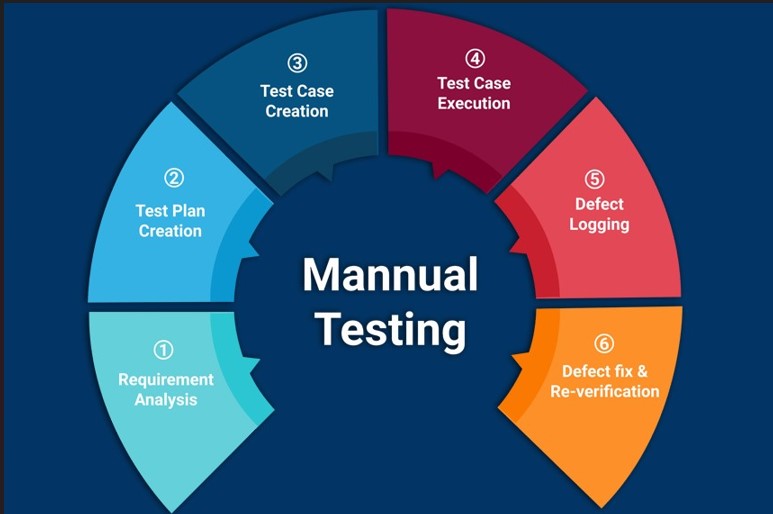 ①
Requirement
Analysis
②
Test Plan
Creation
③
Test Case
Creation
④
Test Case
Execution
⑤
Defect
Logging
⑥
Defect fix &
Re-verification
Mannual
Testing